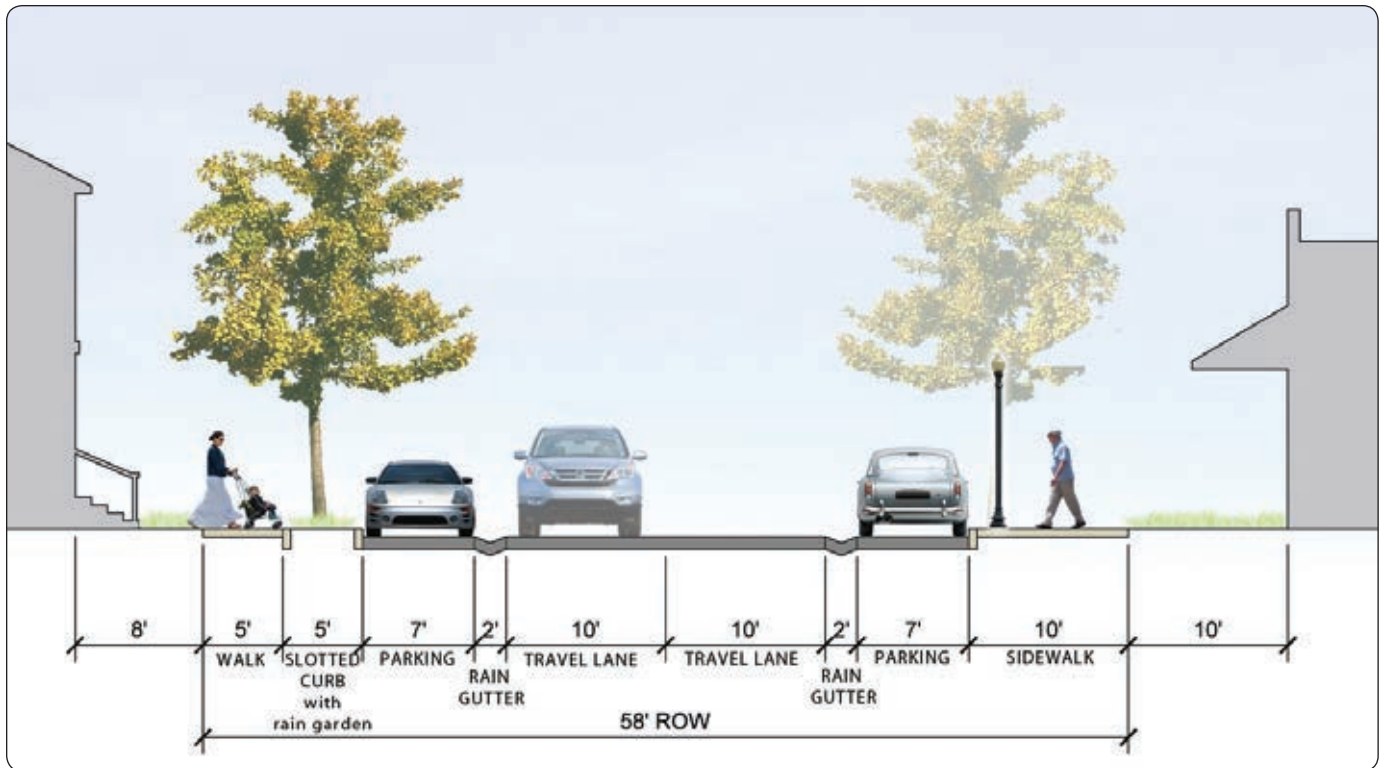 8' 5' 5' 7' 2' 10' 10' 2' 7' 10' 10'
WALK SLOTTED PARKING TRAVEL LANE TRAVEL LANE PARKING SIDEWALK
CURB RAIN RAIN
with GUTTER GUTTER
rain garden
58' ROW